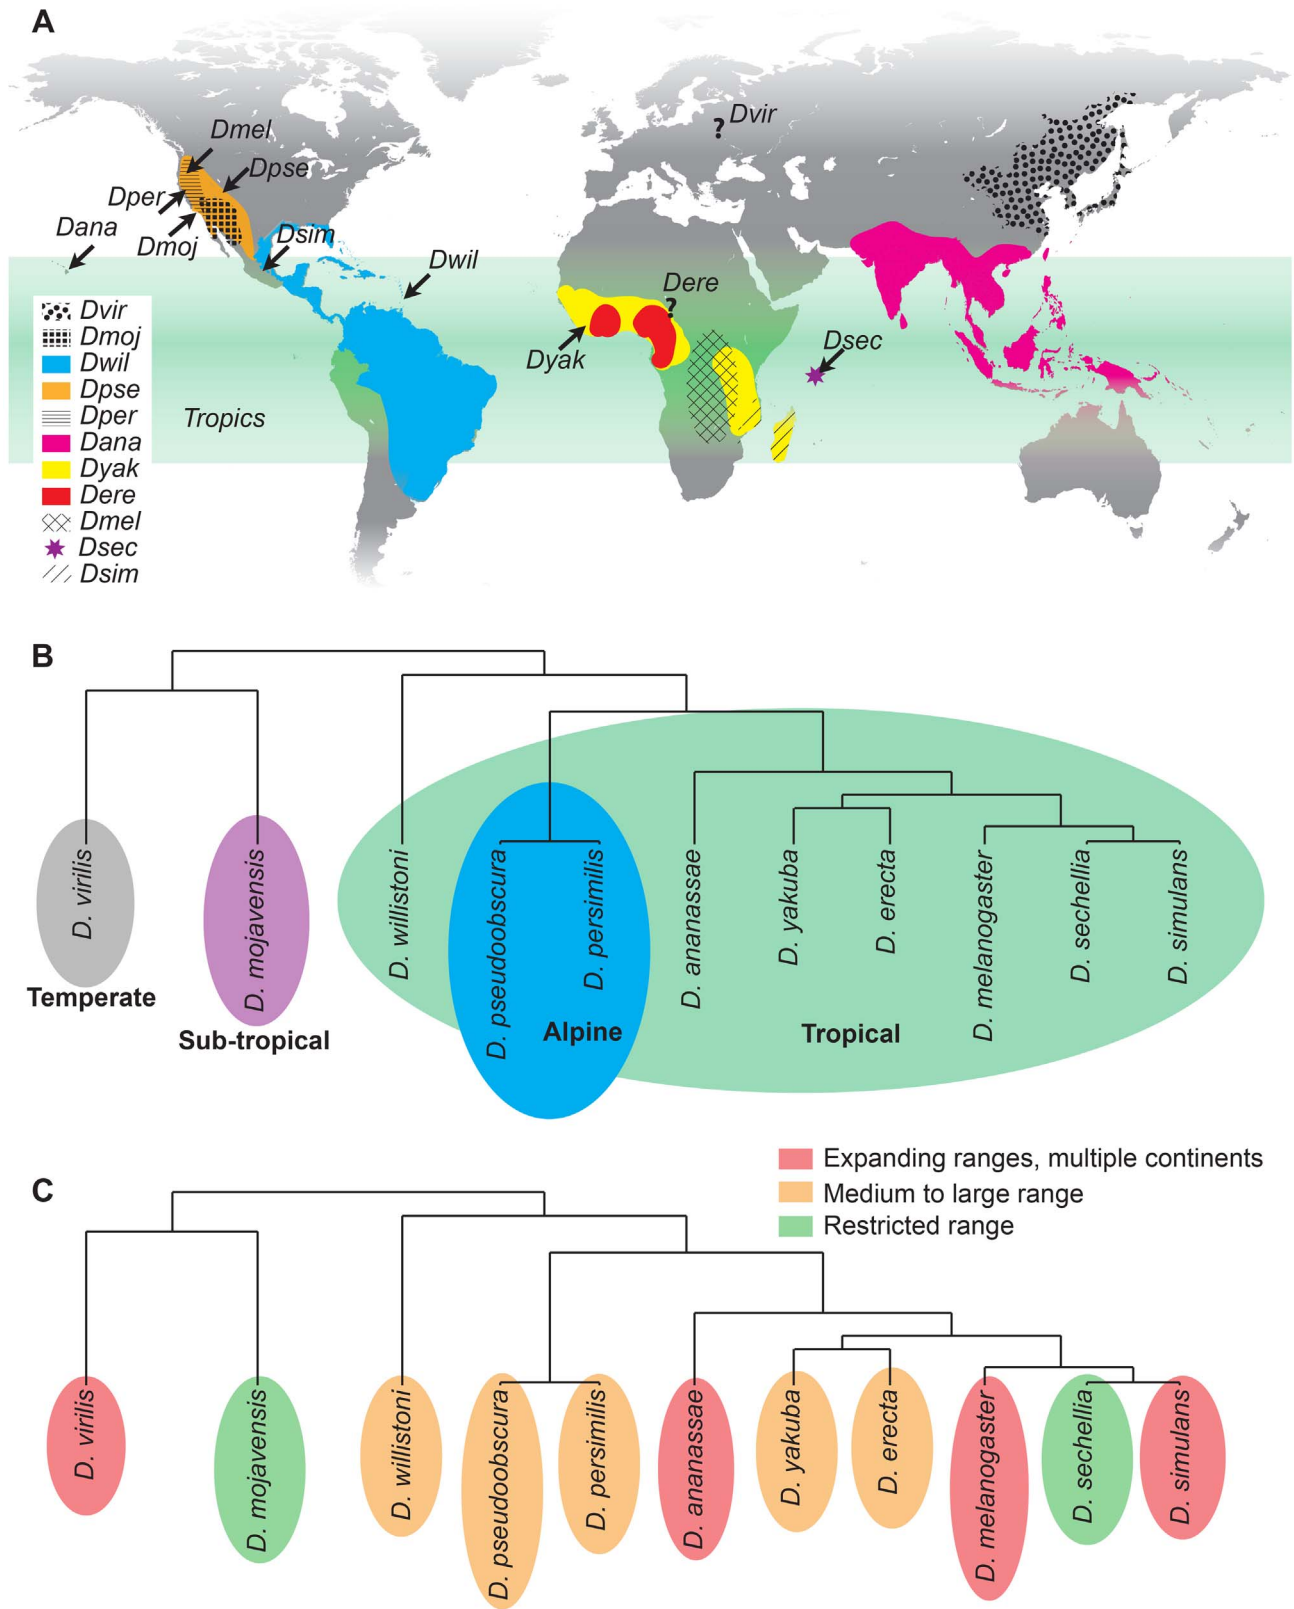 A
Dmel
Dvir
?
Dpse
Dper
Dana
Dmoj
Dsim
Dwil
Dere
?
Dyak
Dsec
Tropics
Dvir
Dmoj
Dwil
Dpse
Dper
Dana
Dyak
Dere
Dmel
Dsec
Dsim
B
D. virilis
D. mojavensis
D. willistoni
D. pseudoobscura
D. persimilis
D. ananassae
D. yakuba
D. erecta
D. melanogaster
D. sechellia
D. simulans
Temperate
Sub-tropical
Alpine
Tropical
C
Expanding ranges, multiple continents
Medium to large range
Restricted range
D. virilis
D. mojavensis
D. willistoni
D. pseudoobscura
D. persimilis
D. ananassae
D. yakuba
D. erecta
D. melanogaster
D. sechellia
D. simulans